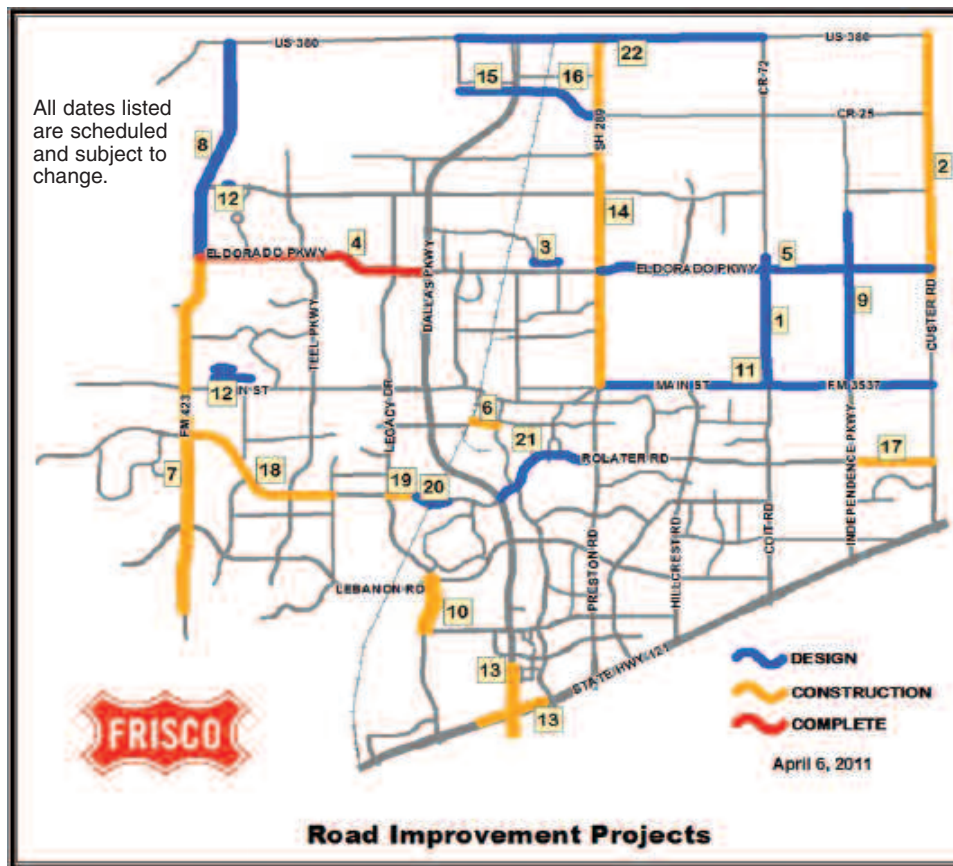 US 380
US 380
22
15
16
CR-72
All dates listed
are scheduled
and subject to
change.
CR-25
SH 289
8
2
12
14
4
3
5
ELDORADO PKWY
ELDORADO PKWY
DALLAS PKWY
9
CUSTER RD
1
TEEL PKWY
11
MAIN ST
FM 3537
12
N ST
LEGACY DR
6
FM 423
21
ROLATER RD
INDEPENDENCE PKWY
17
7
18
19
20
LEBANON RD
10
PRESTON RD
HILLCREST RD
COIT RD
STATE HWY 121
13
13
DESIGN
CONSTRUCTION
COMPLETE
FRISCO
April 6, 2011
Road Improvement Projects